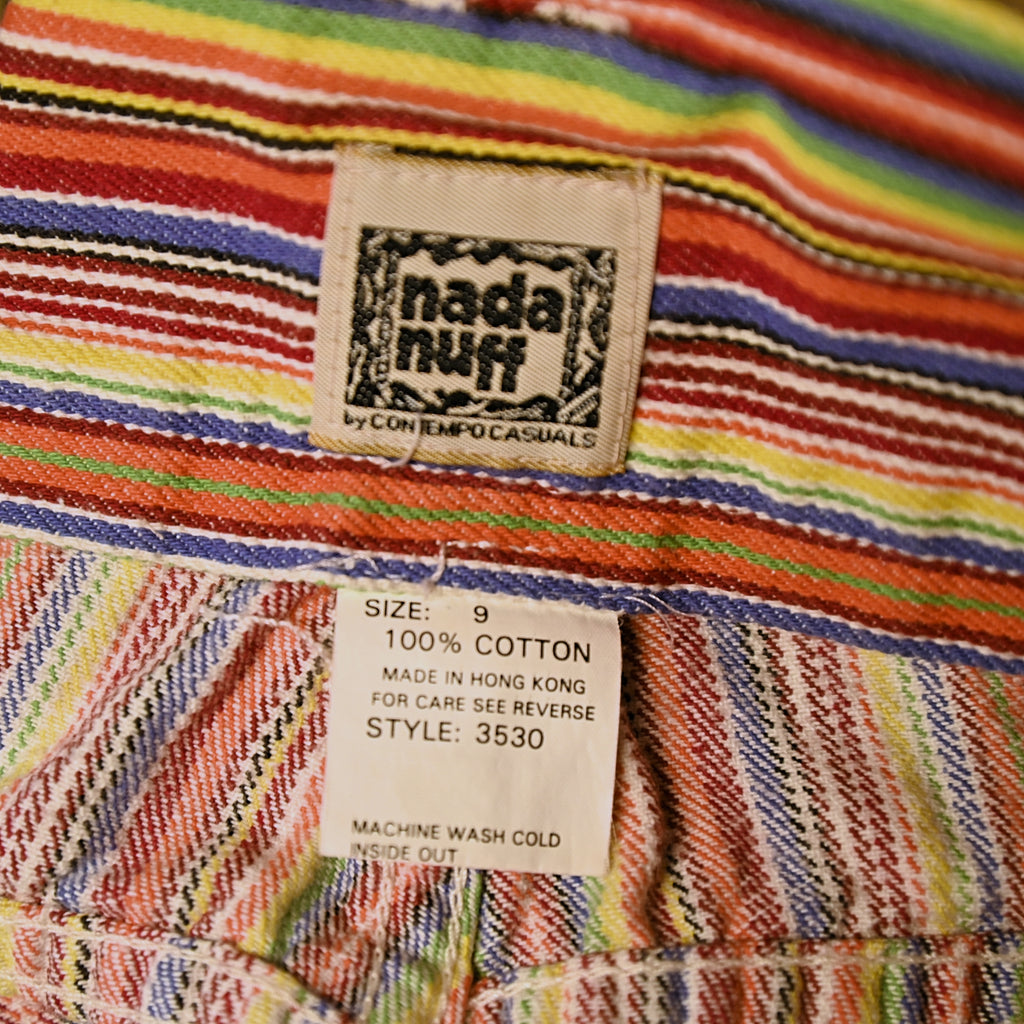 nada
nuff
by CONTEMPO CASUALS
SIZE: 9
100% COTTON
MADE IN HONG KONG
FOR CARE SEE REVERSE
STYLE: 3530
MACHINE WASH COLD
INSIDE OUT